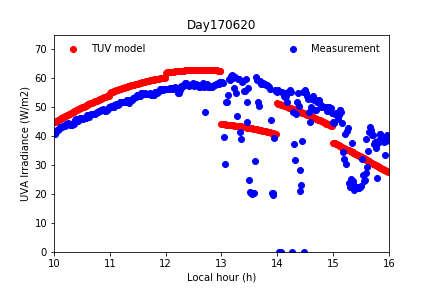 Day170620
TUV model
Measurement
UVA Irradiance (W/m2)
70
60
50
40
30
20
10
0
10 11 12 13 14 15 16
Local hour (h)